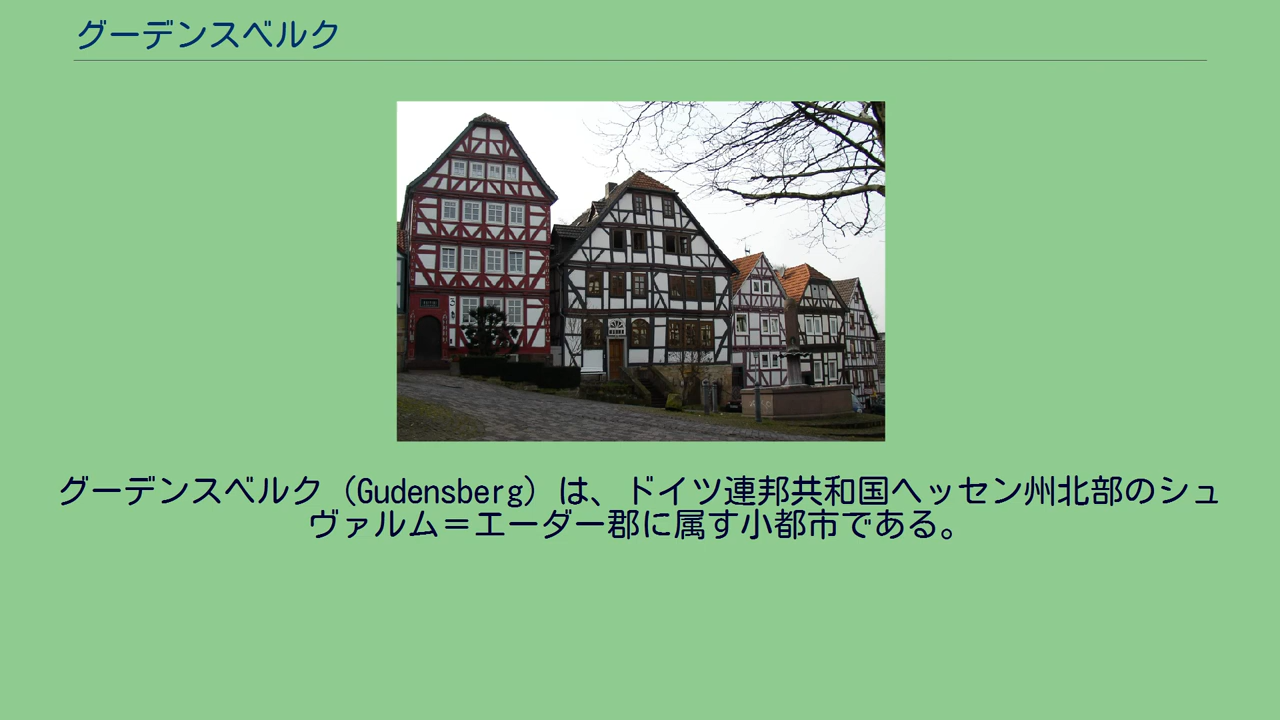 グーデンスベルク
グーデンスベルク（Gudensberg）は、ドイツ連邦共和国ヘッセン州北部のシュ
ヴァルム＝エーダー郡に属す小都市である。